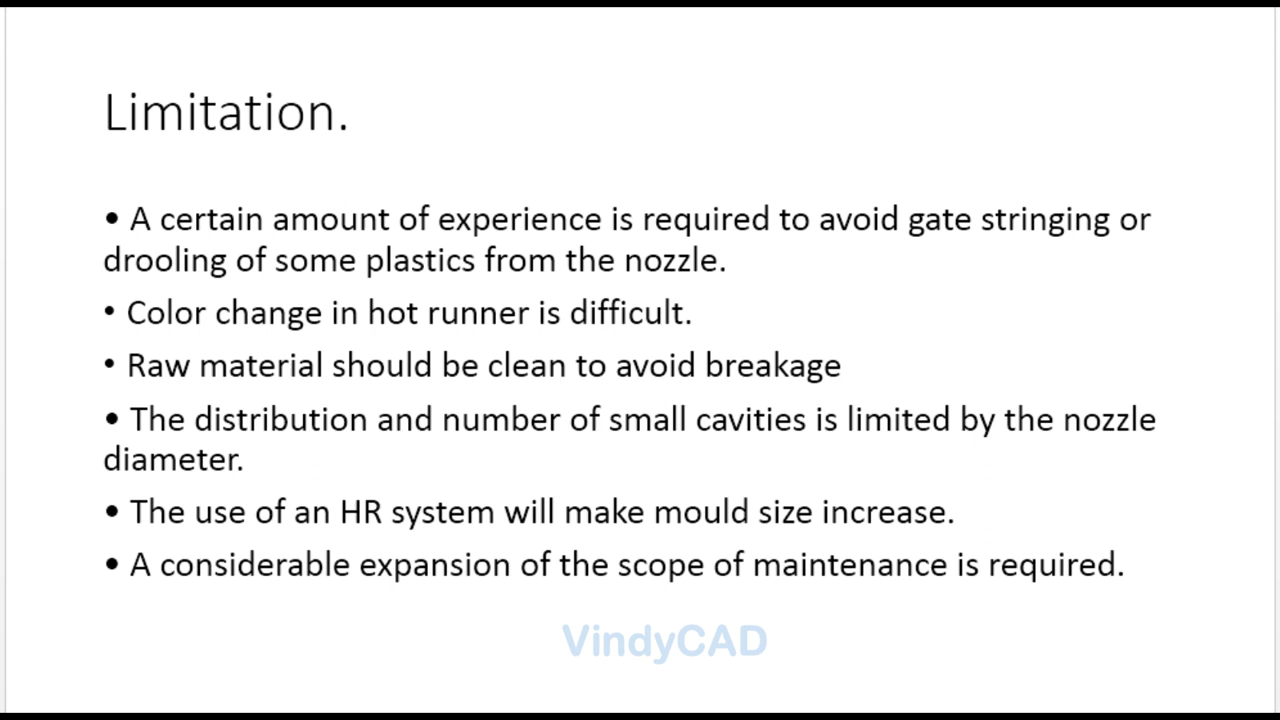 Limitation.
• A certain amount of experience is required to avoid gate stringing or
drooling of some plastics from the nozzle.
• Color change in hot runner is difficult.
• Raw material should be clean to avoid breakage
• The distribution and number of small cavities is limited by the nozzle
diameter.
• The use of an HR system will make mould size increase.
• A considerable expansion of the scope of maintenance is required.
VindyCAD